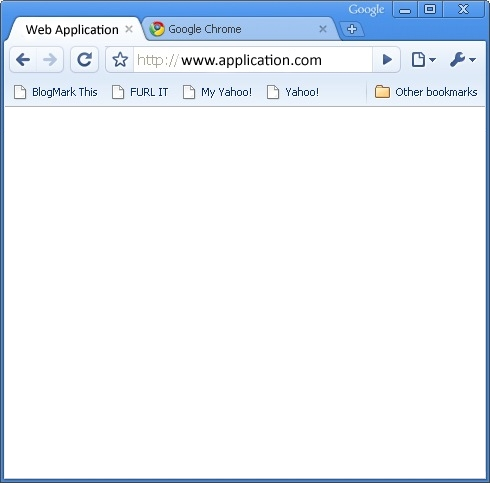 Google
Web Application
Google Chrome
http://www.application.com
BlogMark This
FURL IT
My Yahoo!
Yahoo!
Other bookmarks